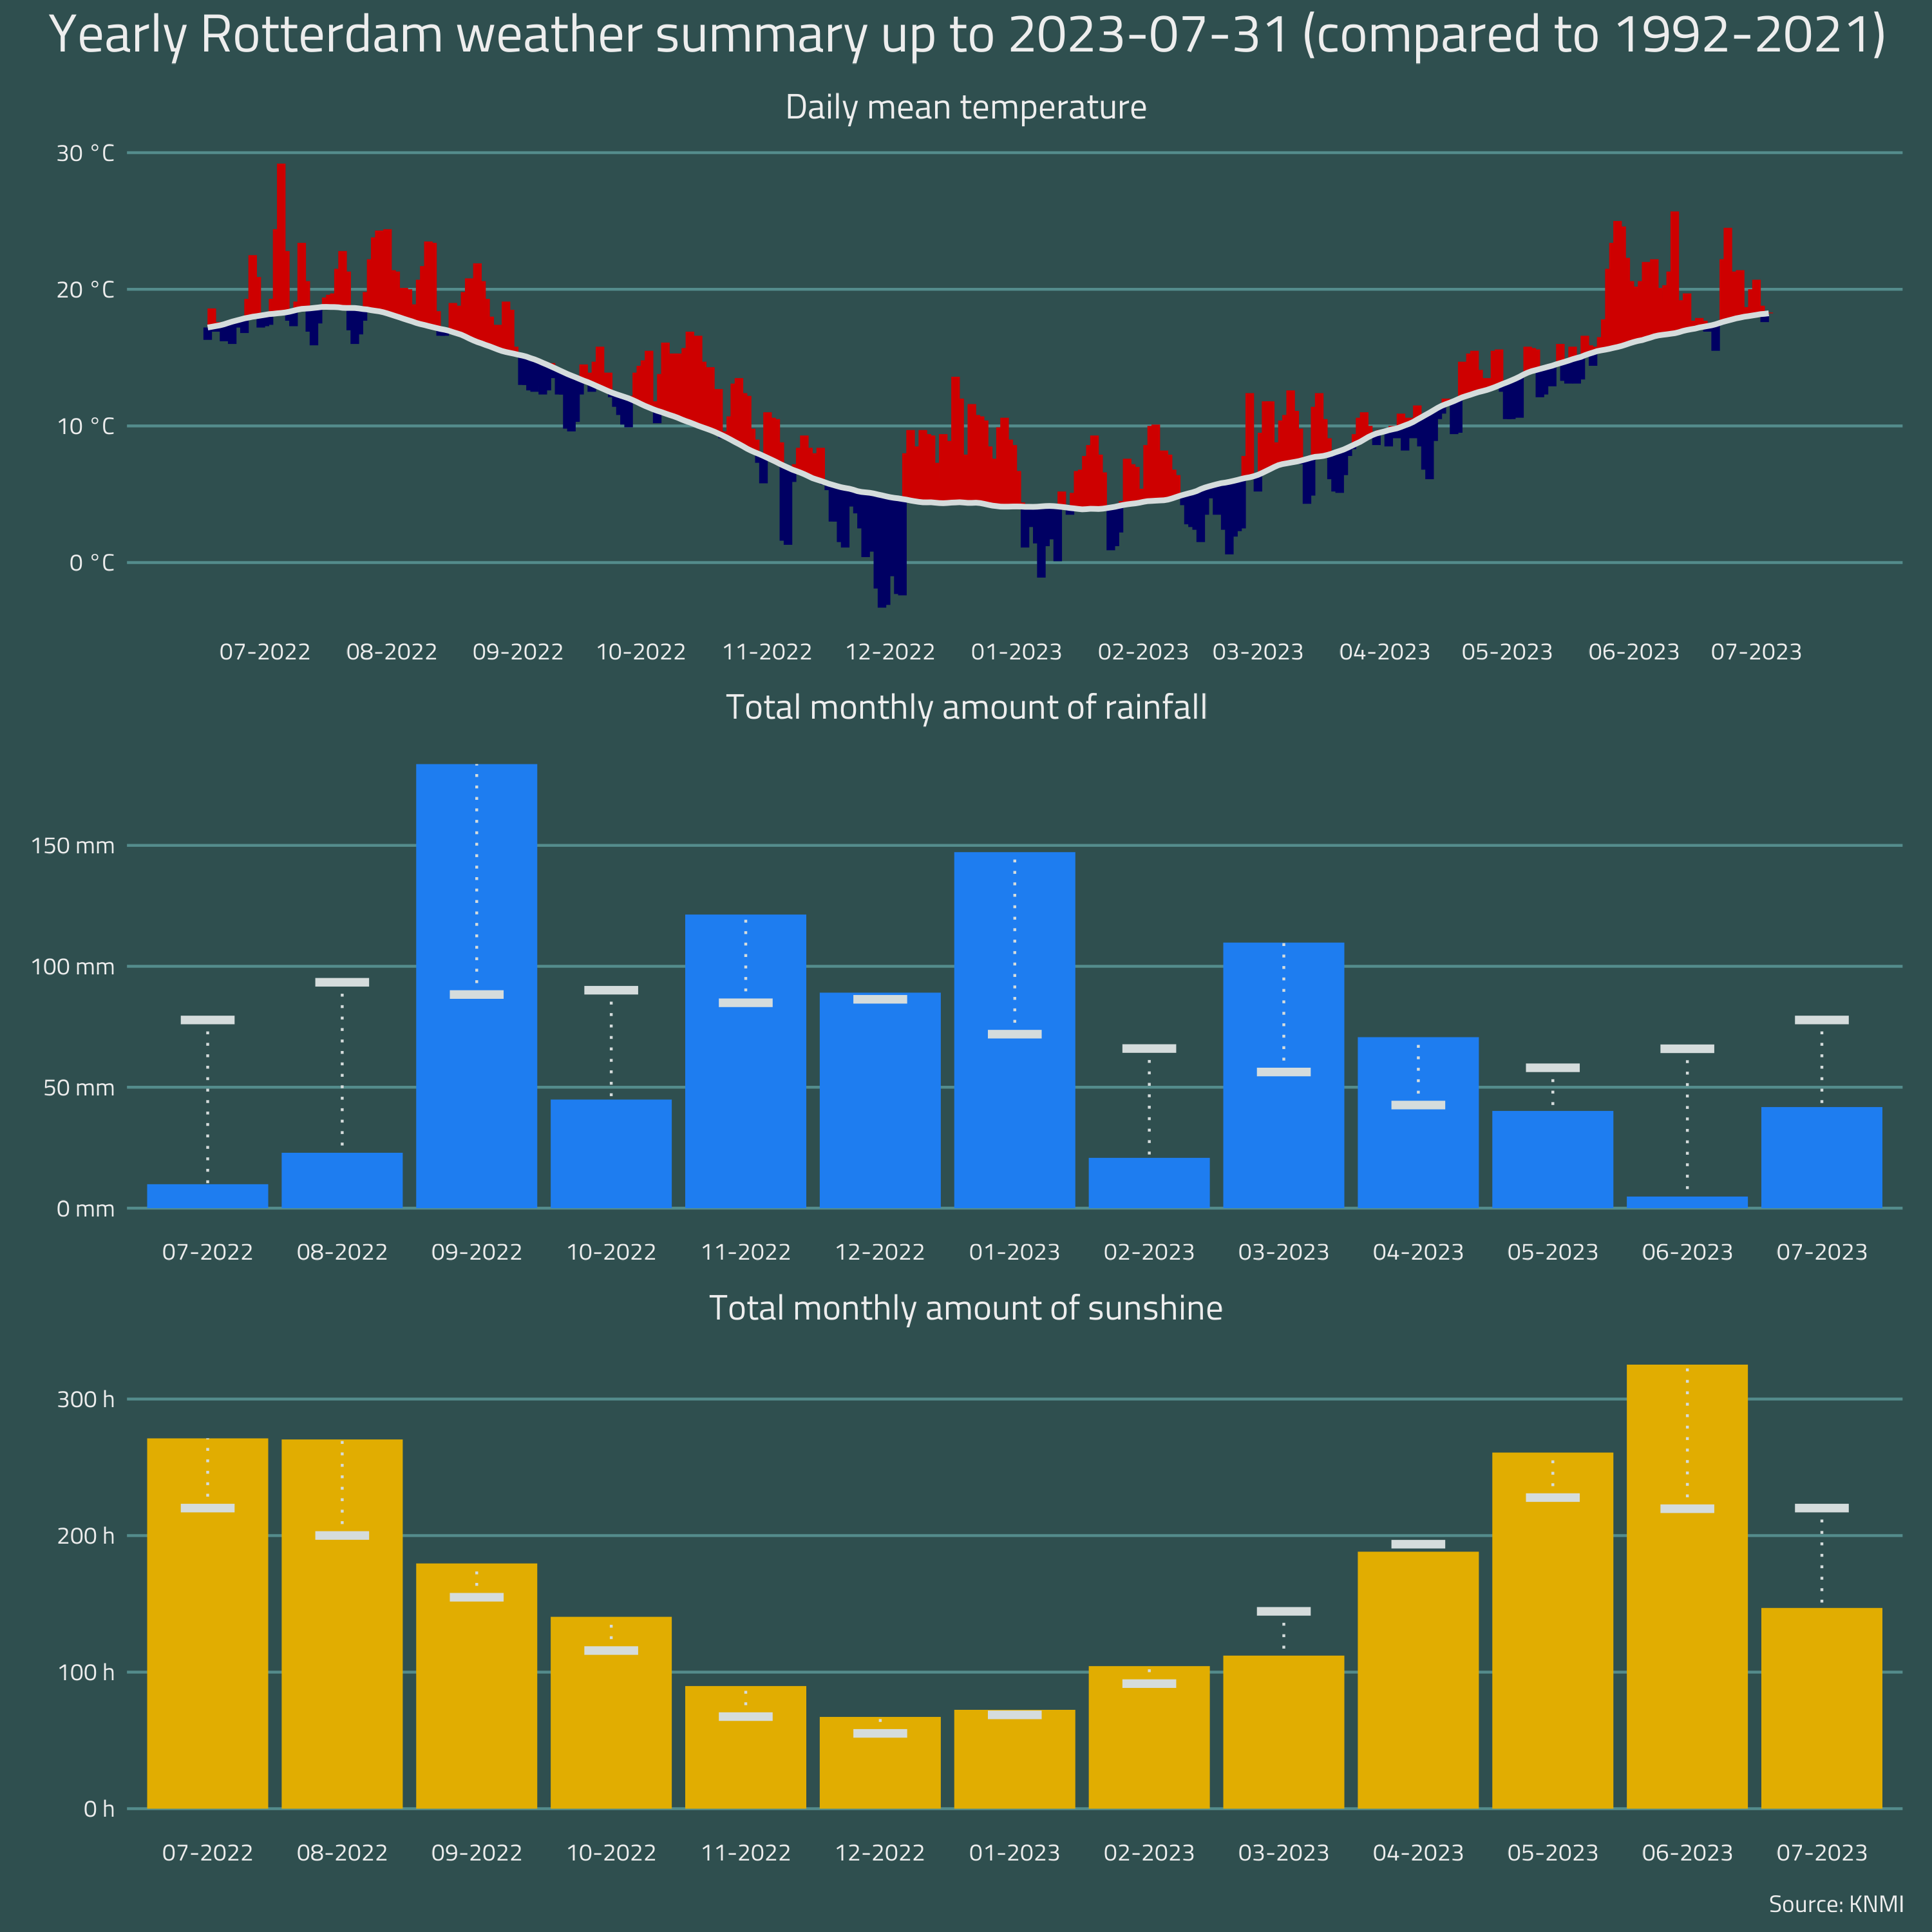 Yearly Rotterdam weather summary up to 2023-07-31 (compared to 1992-2021)
Daily mean temperature
30 °C
20 °C
10 °C
0 °C
07-2022 08-2022 09-2022 10-2022 11-2022 12-2022 01-2023 02-2023 03-2023 04-2023 05-2023 06-2023 07-2023
Total monthly amount of rainfall
150 mm
100 mm
50 mm
0 mm
07-2022 08-2022 09-2022 10-2022 11-2022 12-2022 01-2023 02-2023 03-2023 04-2023 05-2023 06-2023 07-2023
Total monthly amount of sunshine
300 h
200 h
100 h
0 h
07-2022 08-2022 09-2022 10-2022 11-2022 12-2022 01-2023 02-2023 03-2023 04-2023 05-2023 06-2023 07-2023
Source: KNMI